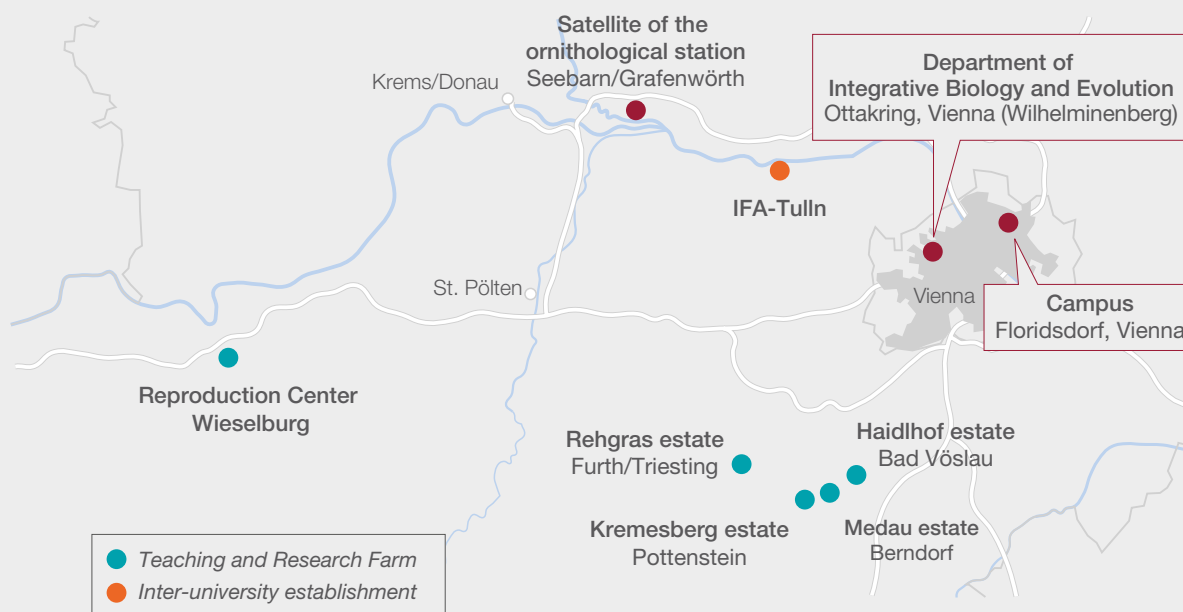 Satellite of the
ornithological station
Seebarn/Grafenwörth
Krems/Donau
Department of
Integrative Biology and Evolution
Ottakring, Vienna (Wilhelminenberg)
IFA-Tulln
St. Pölten
Vienna
Campus
Floridsdorf, Vienna
Reproduction Center
Wieselburg
Rehgras estate
Furth/Triesting
Haidlhof estate
Bad Vöslau
Kremesberg estate
Pottenstein
Medau estate
Berndorf
Teaching and Research Farm
Inter-university establishment